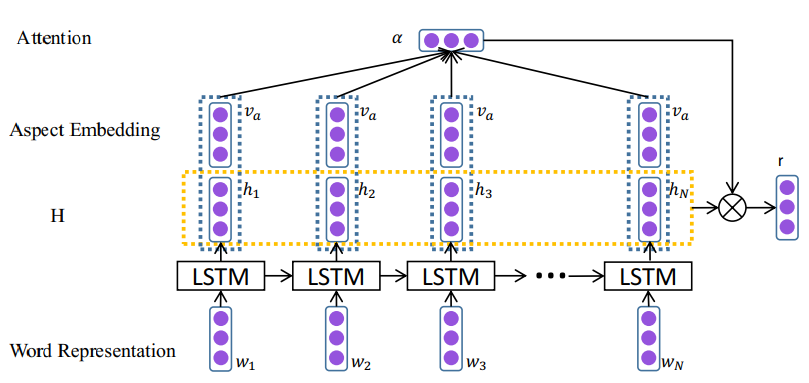 Attention α
r
Aspect Embedding v_a v_a v_a v_a
H h_1 h_2 h_3 h_N
LSTM LSTM LSTM LSTM
Word Representation w_1 w_2 w_3 w_N